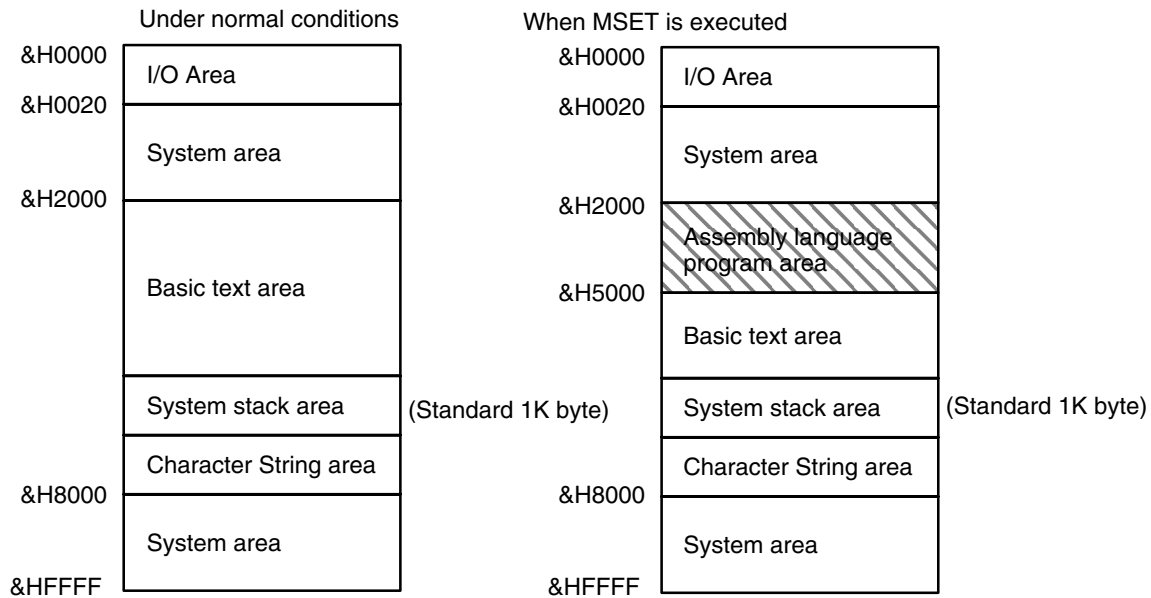 Under normal conditions
&H0000
I/O Area
&H0020
System area
&H2000
Basic text area
System stack area
(Standard 1K byte)
Character String area
&H8000
System area
&HFFFF
When MSET is executed
&H0000
I/O Area
&H0020
System area
&H2000
Assembly language
program area
&H5000
Basic text area
System stack area
(Standard 1K byte)
Character String area
&H8000
System area
&HFFFF